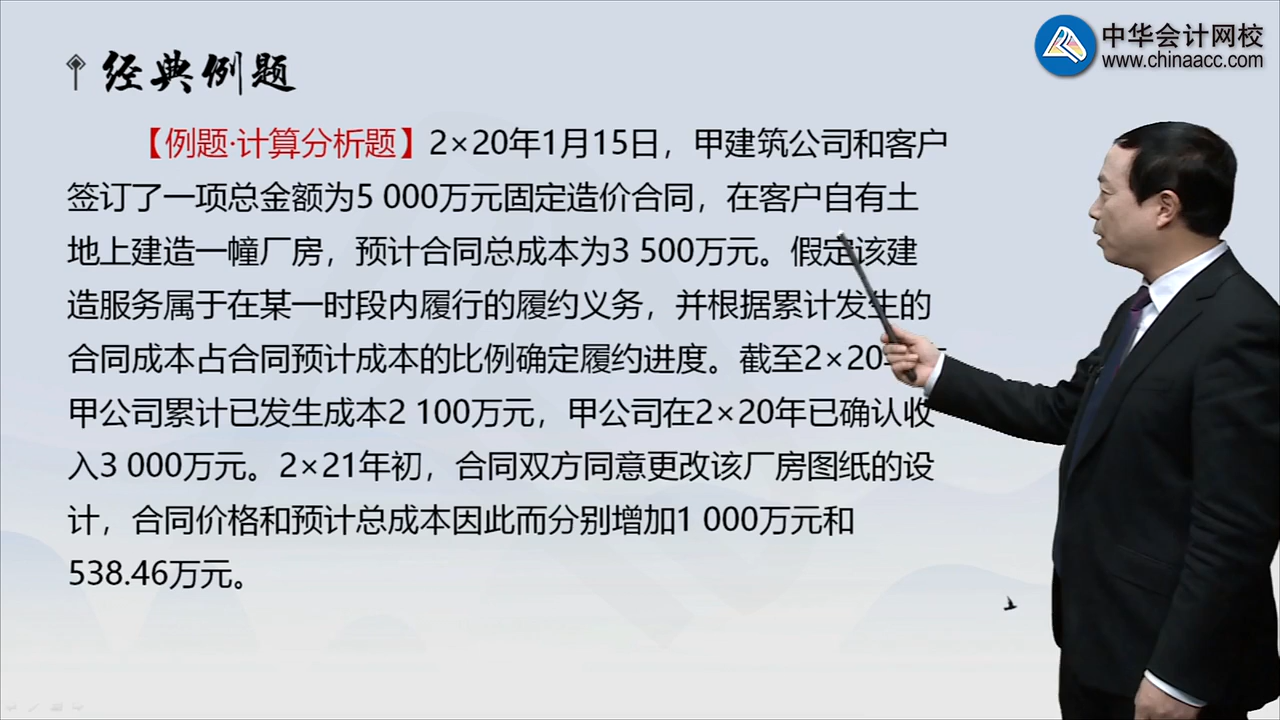 中华会计网校
www.chinaacc.com
经典例题
【例题·计算分析题】2×20年1月15日，甲建筑公司和客户
签订了一项总金额为5 000万元固定造价合同，在客户自有土
地上建造一幢厂房，预计合同总成本为3 500万元。假定该建
造服务属于在某一时段内履行的履约义务，并根据累计发生的
合同成本占合同预计成本的比例确定履约进度。截至2×20
甲公司累计已发生成本2 100万元，甲公司在2×20年已确认收
入3 000万元。2×21年初，合同双方同意更改该厂房图纸的设
计，合同价格和预计总成本因此而分别增加1 000万元和
538.46万元。